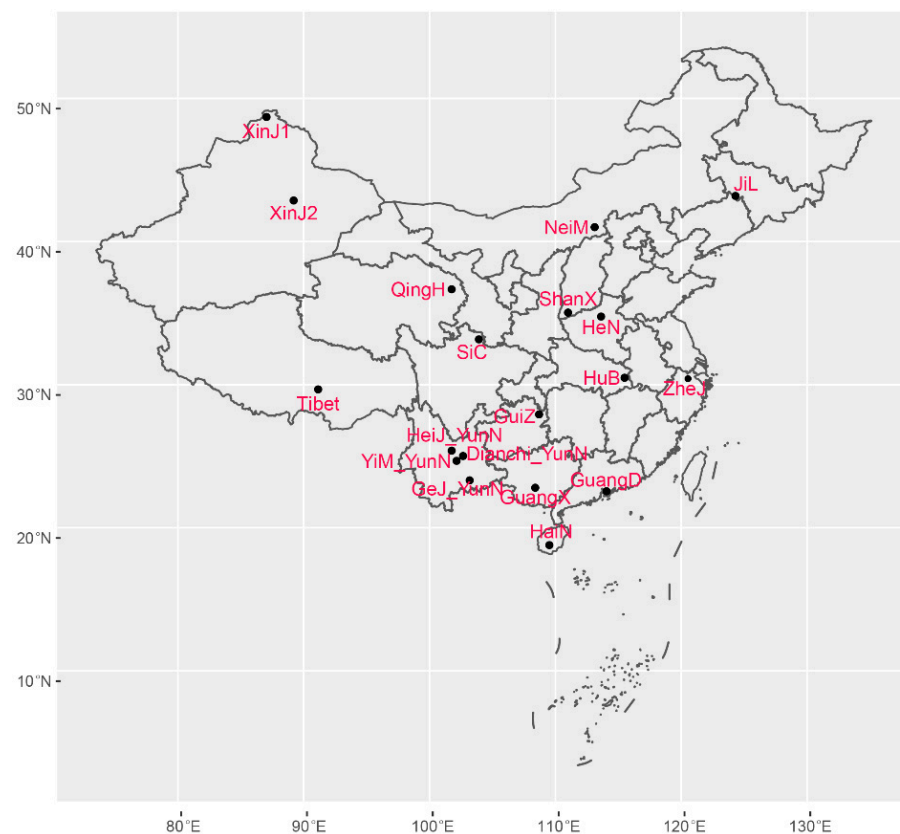 50°N
XinJ1
JiL
XinJ2
NeiM
40°N
QingH
ShanX
HeN
SiC
HuB
ZheJ
30°N
Tibet
GuiZ
HeiJ_YunN
Dianchi_YunN
YiM_YunN
GuangD
GeJ_YunN
GuangX
HaiN
20°N
10°N
80°E 90°E 100°E 110°E 120°E 130°E